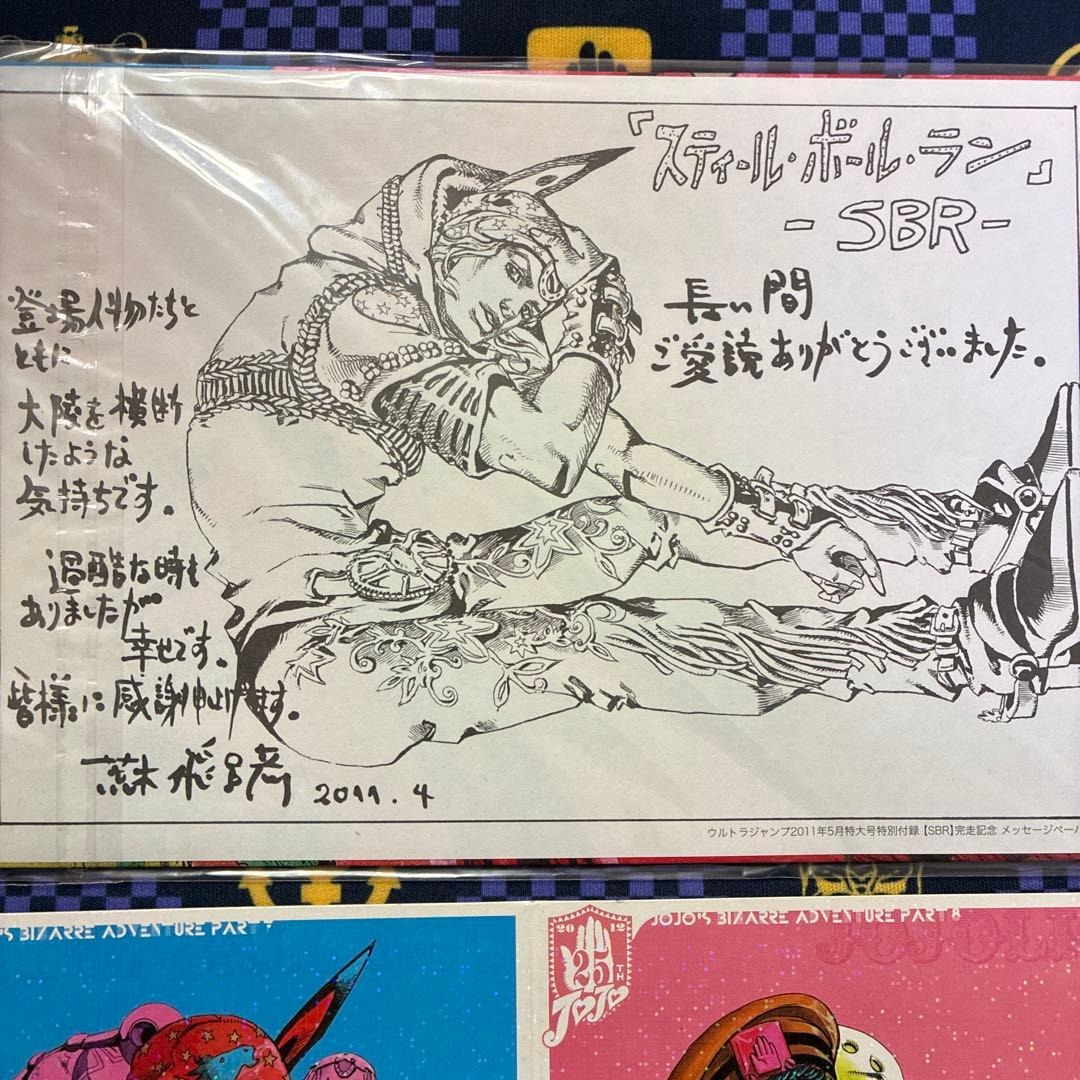 『スティール・ボール・ラン』
-SBR-
長い間
ご愛読ありがとうございました。
登場人物たちと
ともに
大陸を横断
したような
気持ちです。
過酷な時も
ありましたが
幸せです。
皆様に感謝申し上げます。
荒木飛呂彦
2011.4
ウルトラジャンプ2011年5月特大号特別付録【SBR】完走記念 メッセージペーパ
'S BIZARRE ADVENTURE PART 7
2012
25TH
JOJO
JOJO'S BIZARRE ADVENTURE PART 8